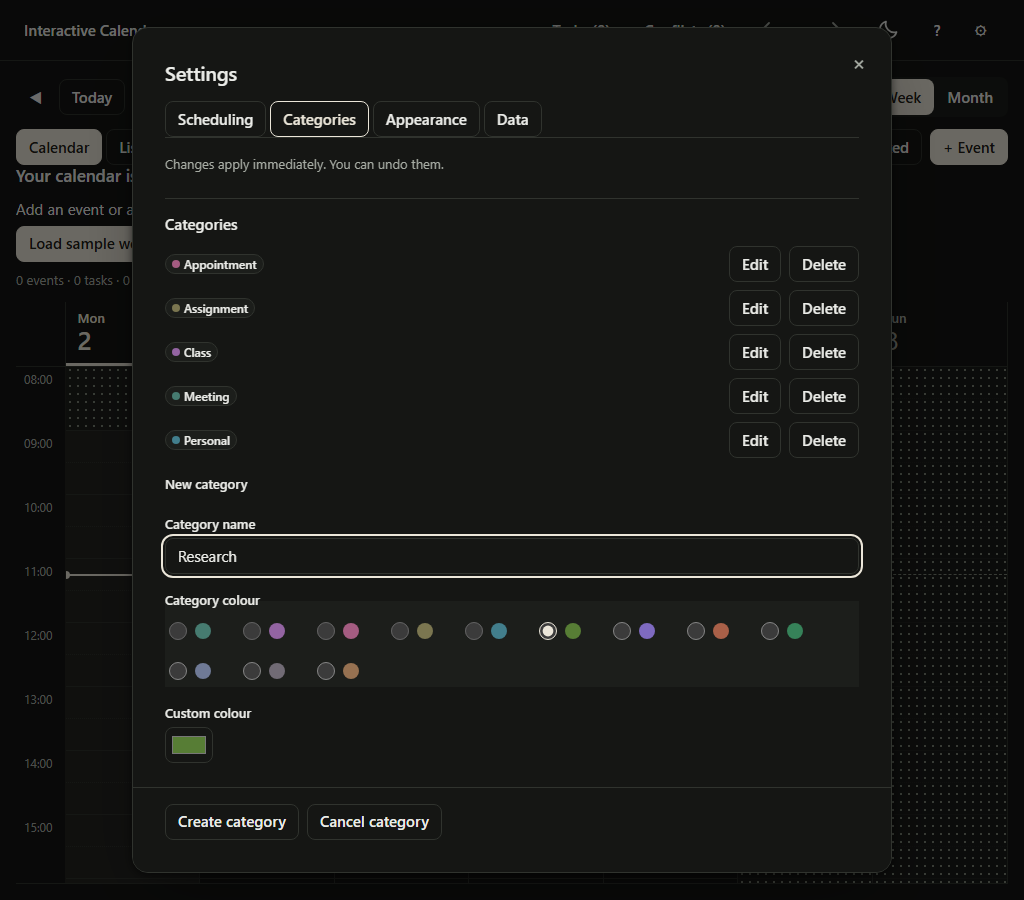 Interactive Calend
?
Settings
Today
Week
Month
Scheduling
Categories
Appearance
Data
Calendar
+ Event
Changes apply immediately. You can undo them.
Your calendar is
Add an event or a
Categories
Load sample we
Appointment
Edit
Delete
0 events · 0 tasks · 0
Assignment
Edit
Delete
Mon
2
Class
Edit
Delete
08:00
Meeting
Edit
Delete
09:00
Personal
Edit
Delete
New category
10:00
Category name
Research
11:00
Category colour
12:00
13:00
Custom colour
14:00
15:00
Create category
Cancel category